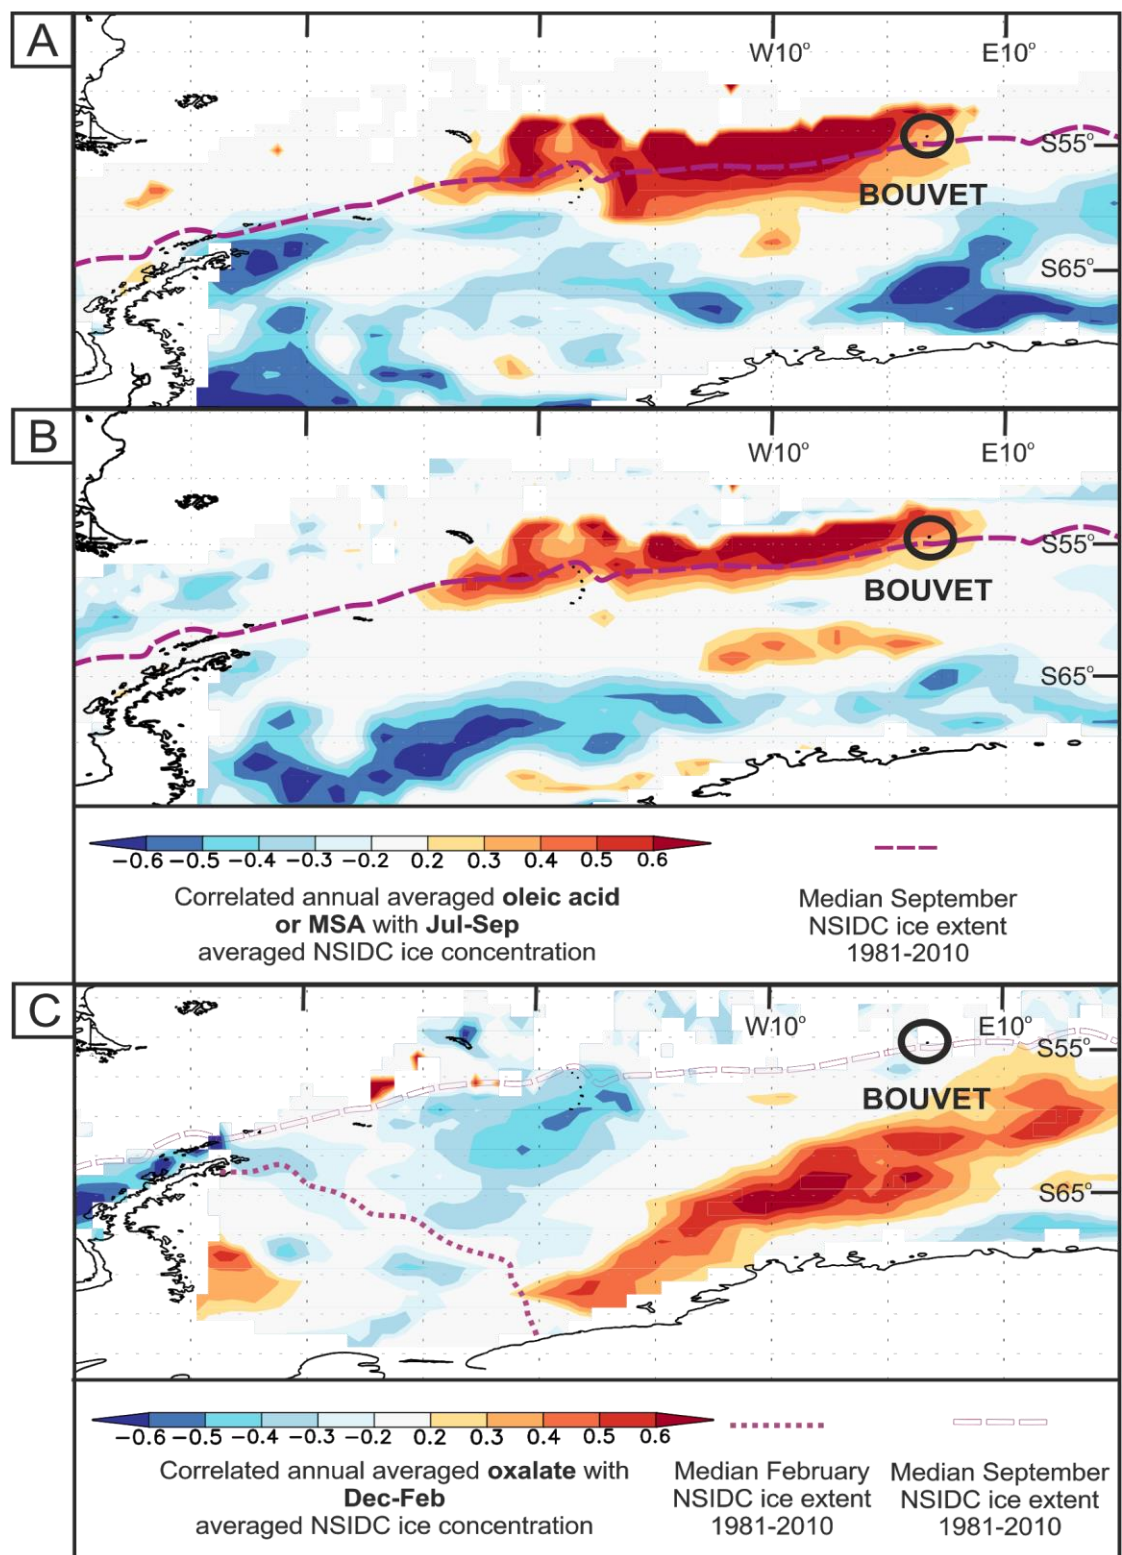 A
W10°
E10°
S55°
BOUVET
S65°
B
W10°
E10°
S55°
BOUVET
S65°
−0.6 −0.5 −0.4 −0.3 −0.2 0.2 0.3 0.4 0.5 0.6
Correlated annual averaged oleic acid
or MSA with Jul-Sep
averaged NSIDC ice concentration
Median September
NSIDC ice extent
1981-2010
C
W10°
E10°
S55°
BOUVET
S65°
−0.6 −0.5 −0.4 −0.3 −0.2 0.2 0.3 0.4 0.5 0.6
Correlated annual averaged oxalate with
Dec-Feb
averaged NSIDC ice concentration
Median February
NSIDC ice extent
1981-2010
Median September
NSIDC ice extent
1981-2010